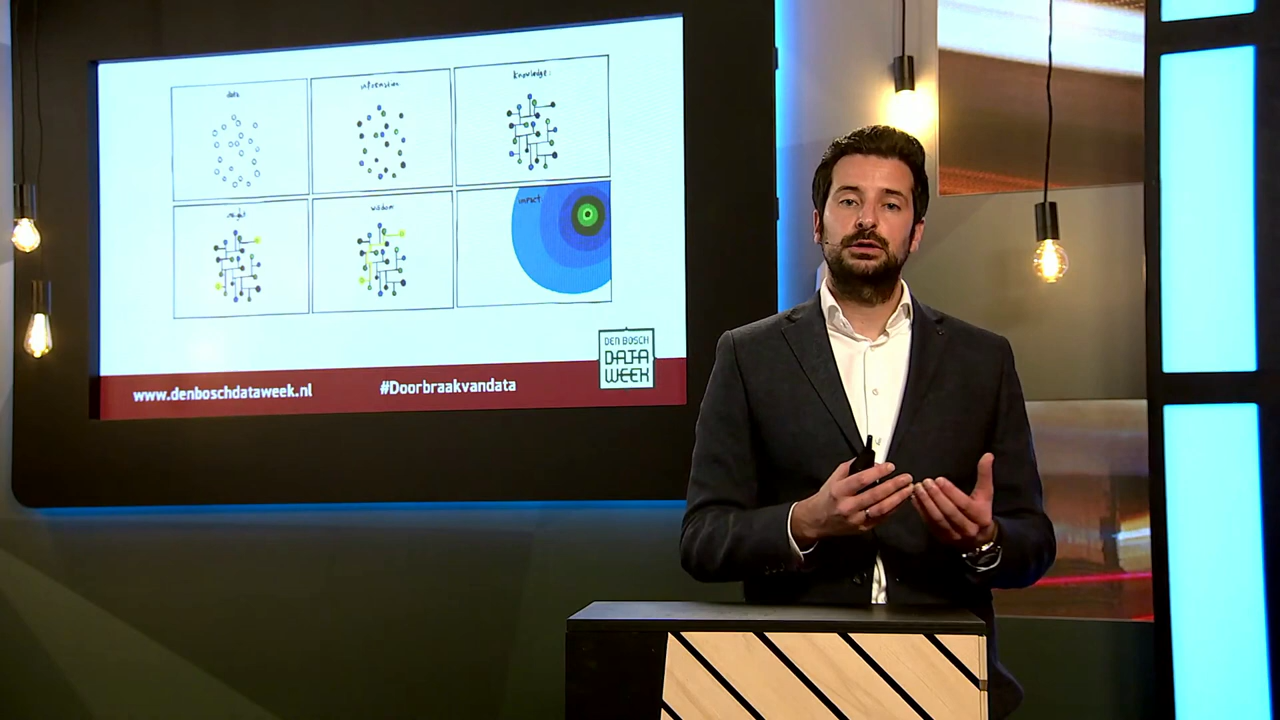 data
information
knowledge:
insight
wisdom
impact
DEN BOSCH
DATA
WEEK
www.denboschdataweek.nl
#Doorbraakvandata